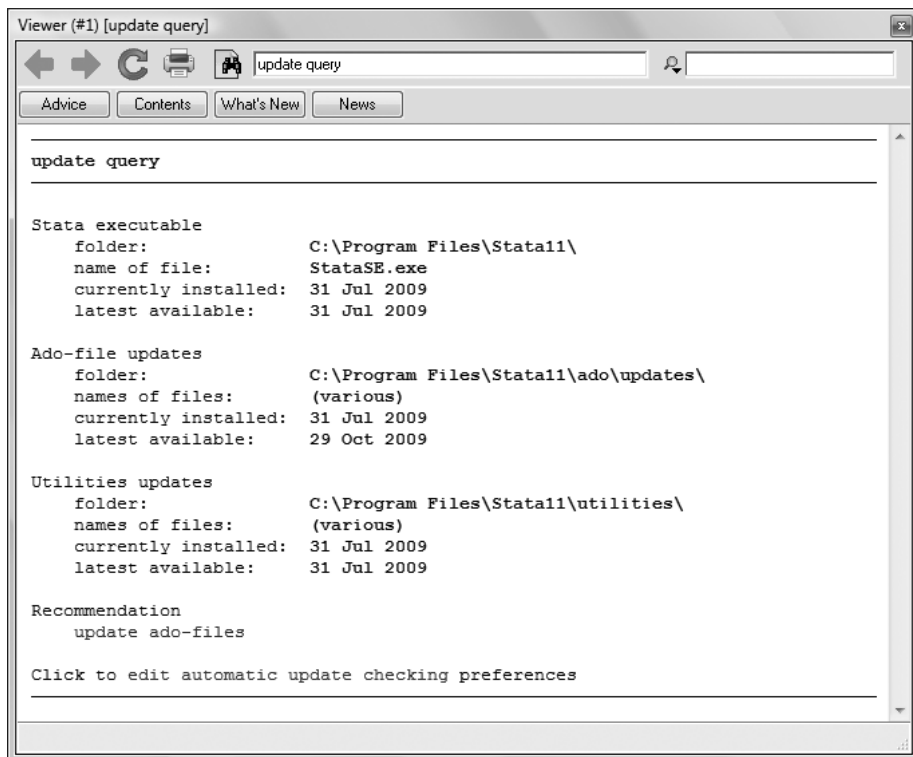 Viewer (#1) [update query]
update query
Advice Contents What's New News
update query
Stata executable
folder: C:\Program Files\Stata11\
name of file: StataSE.exe
currently installed: 31 Jul 2009
latest available: 31 Jul 2009
Ado-file updates
folder: C:\Program Files\Stata11\ado\updates\
names of files: (various)
currently installed: 31 Jul 2009
latest available: 29 Oct 2009
Utilities updates
folder: C:\Program Files\Stata11\utilities\
names of files: (various)
currently installed: 31 Jul 2009
latest available: 31 Jul 2009
Recommendation
update ado-files
Click to edit automatic update checking preferences